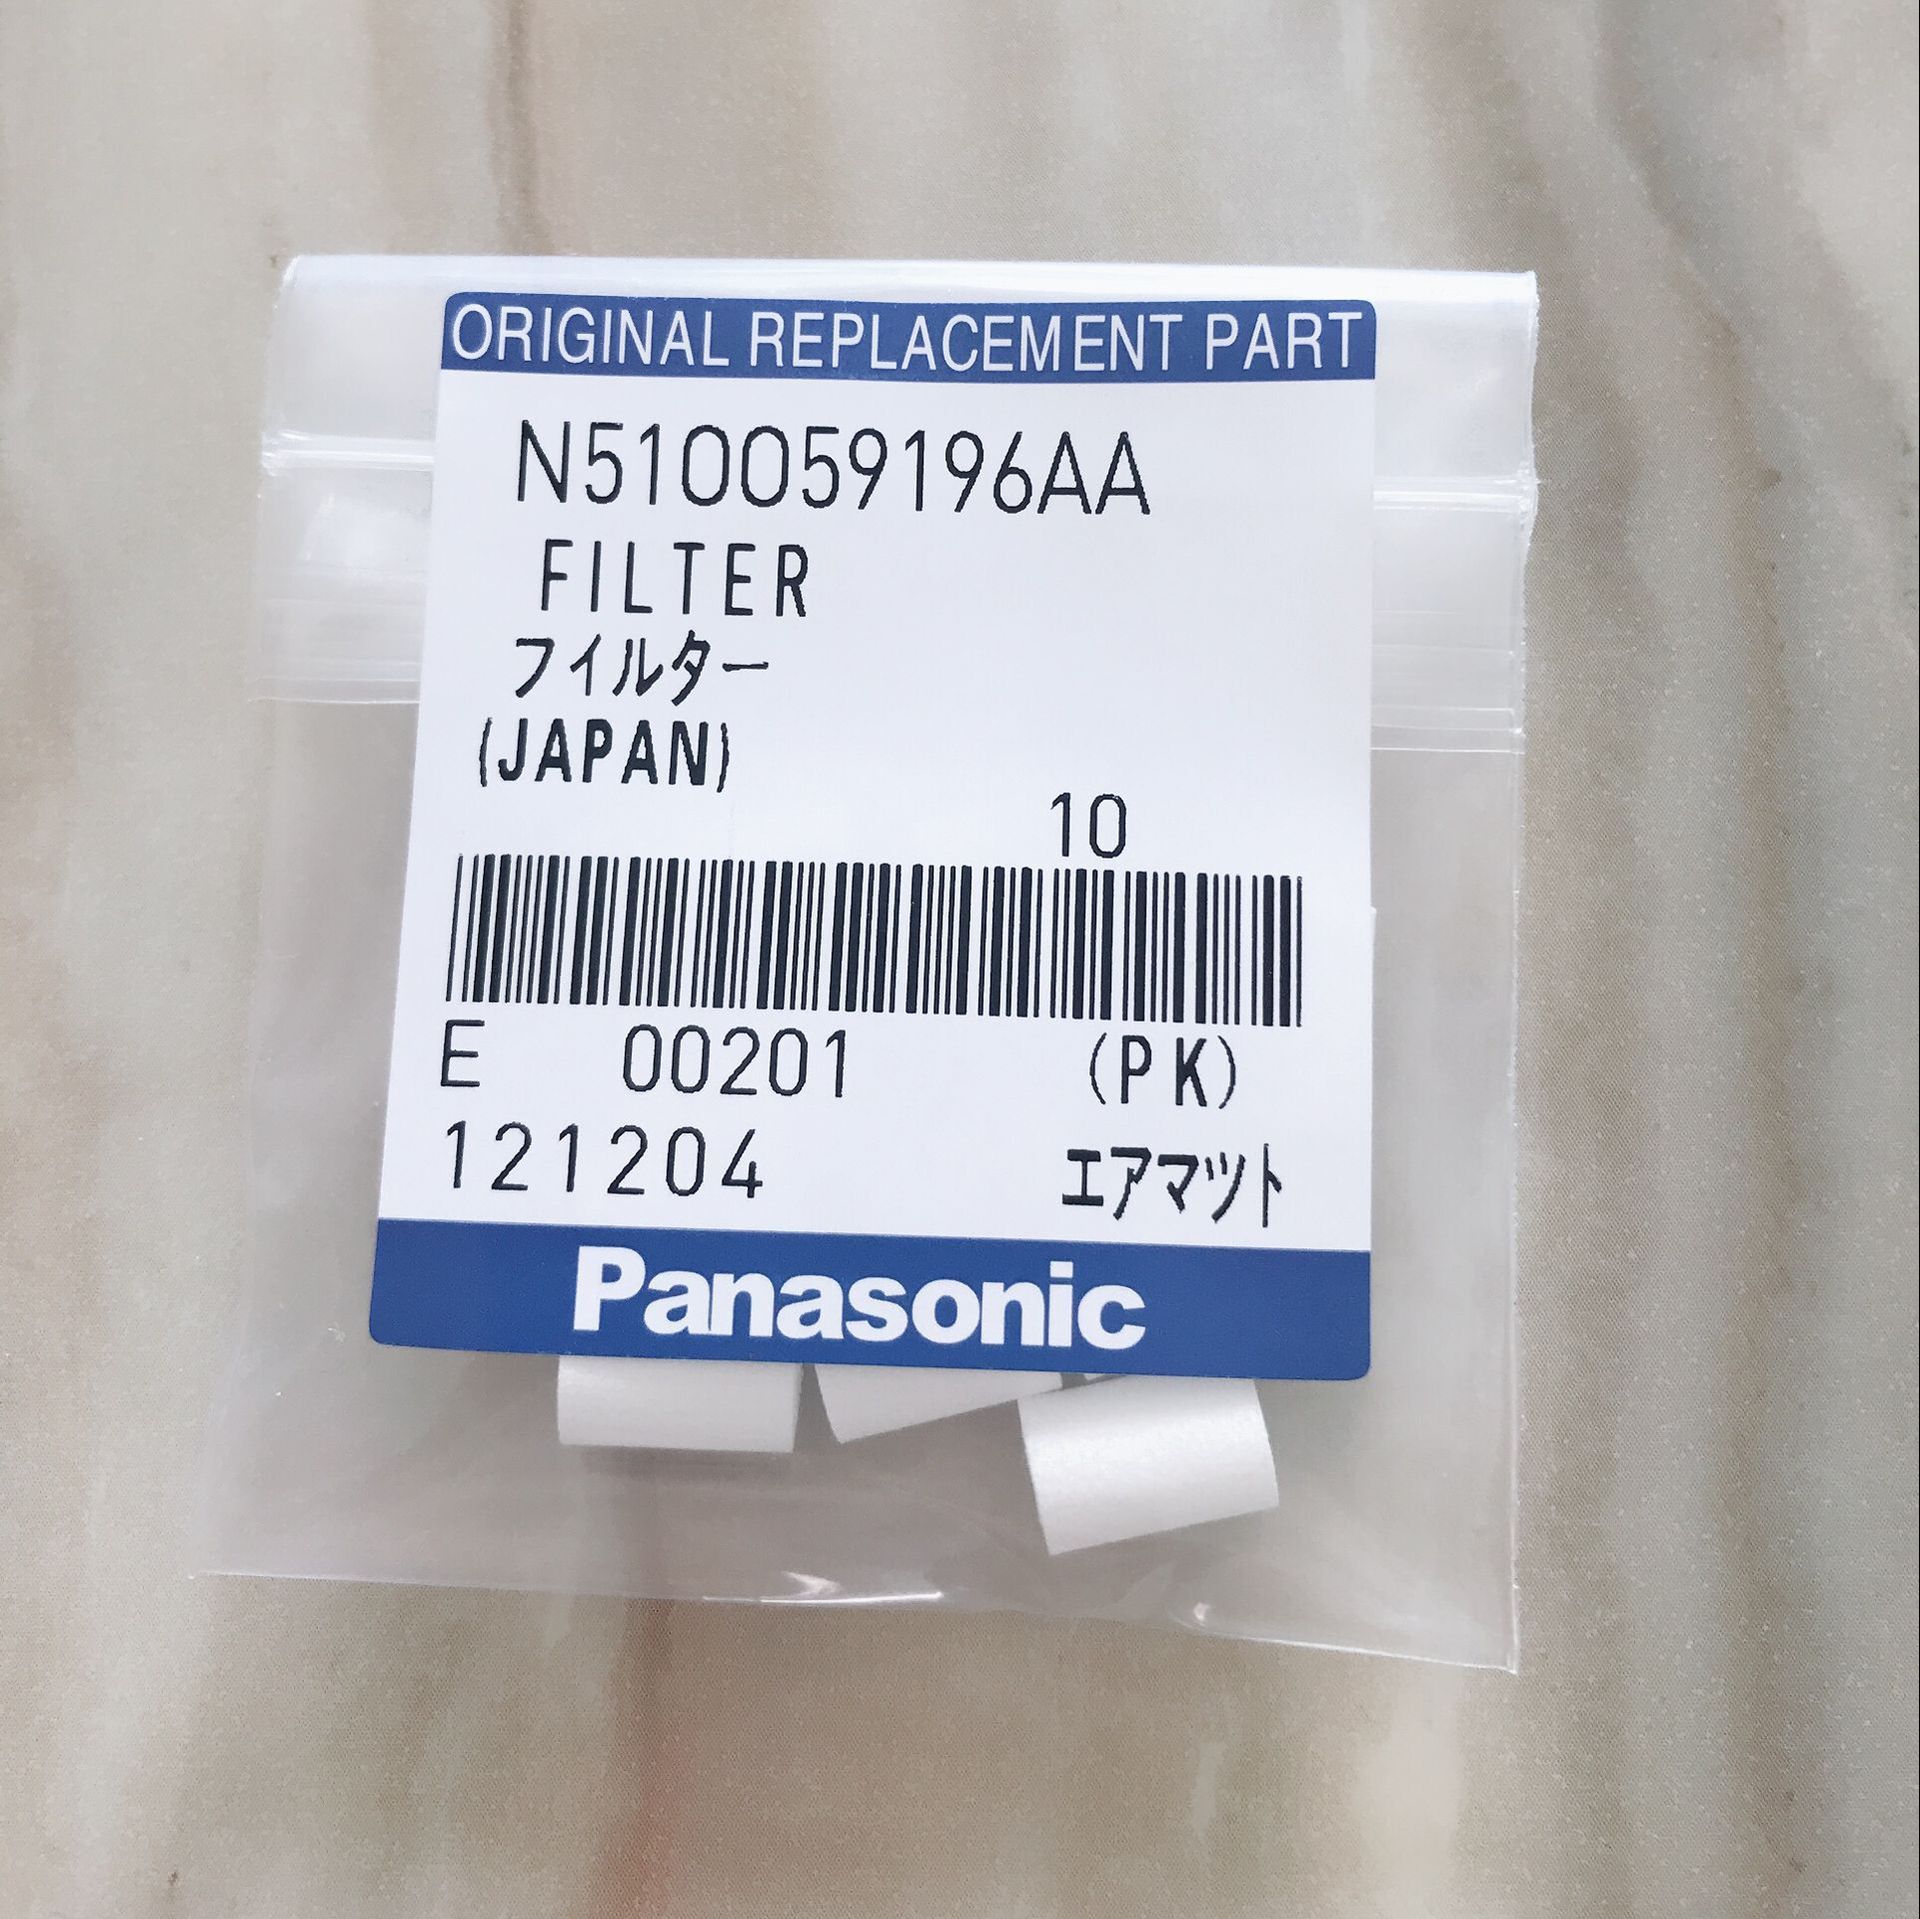 ORIGINAL REPLACEMENT PART
N510059196AA
FILTER
フイルター
(JAPAN)
10
E 00201 (PK)
121204 エアマツト
Panasonic